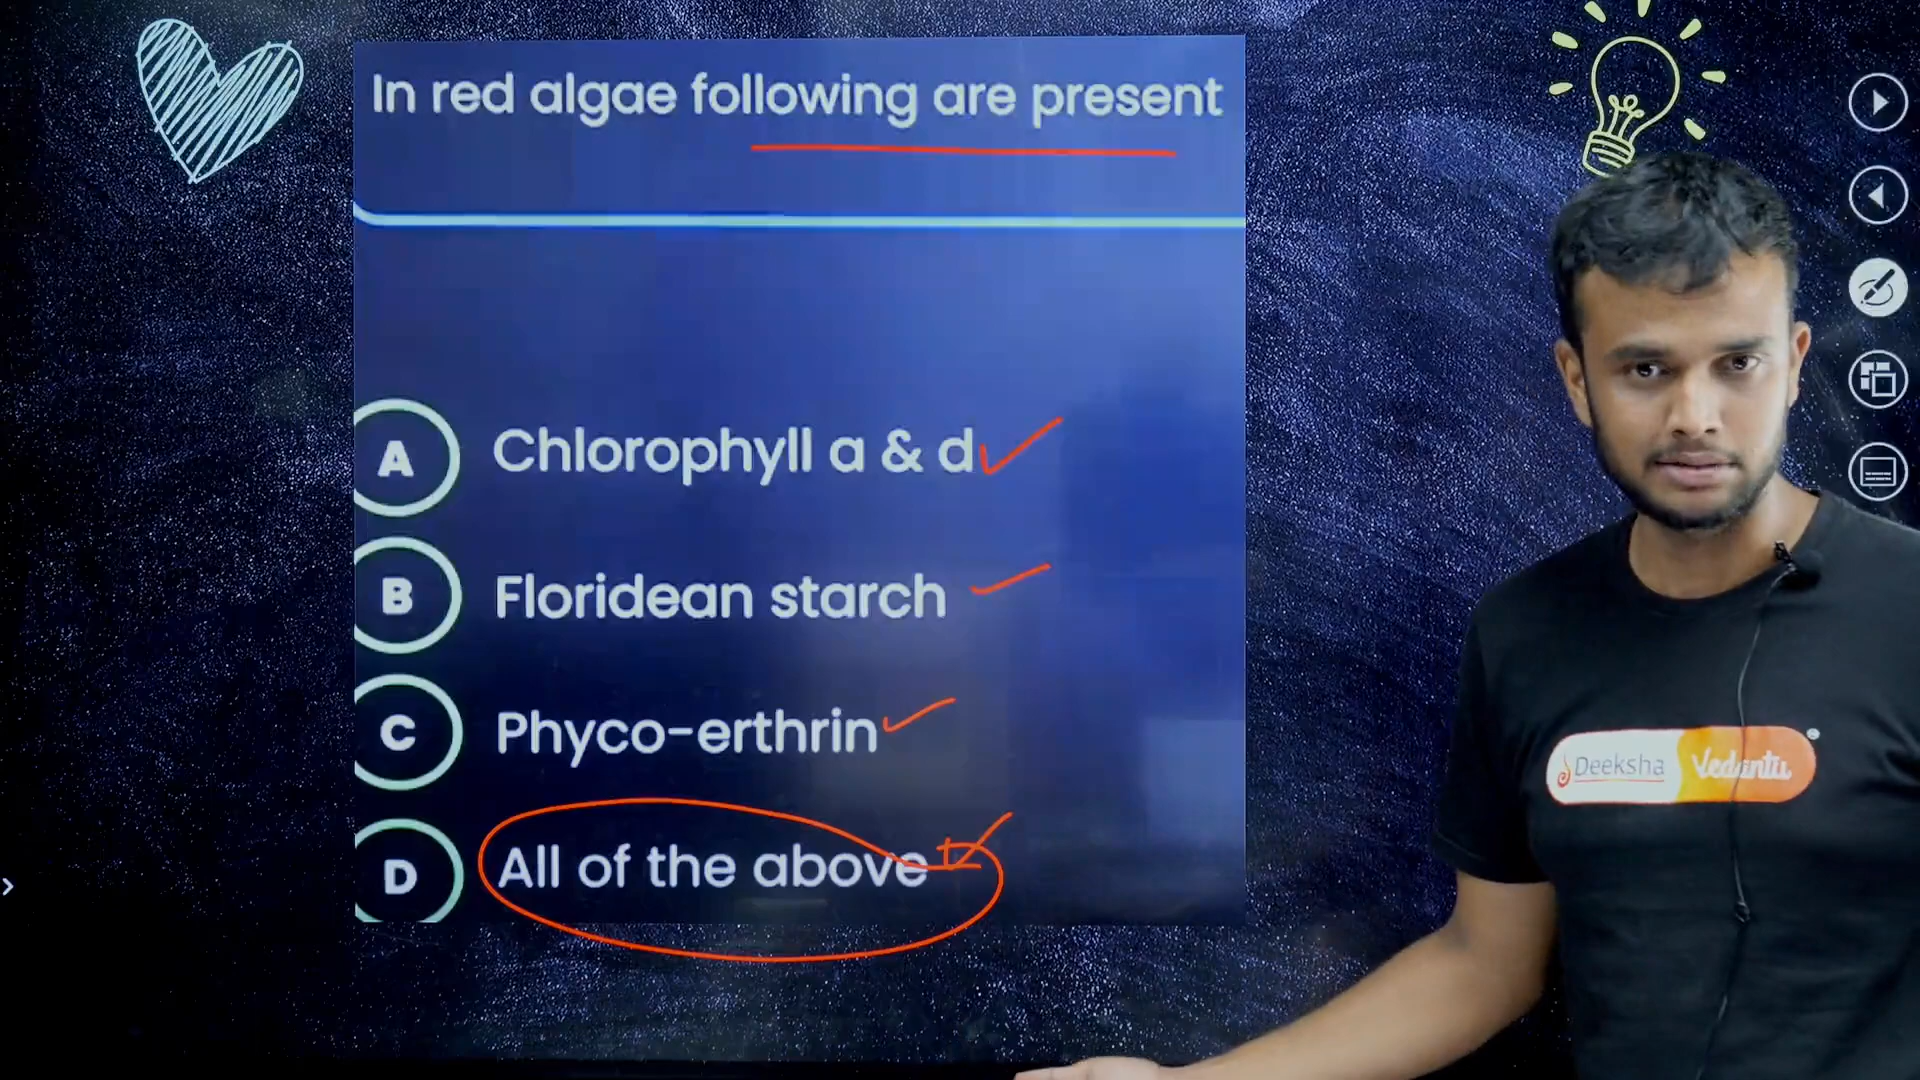 In red algae following are present
A Chlorophyll a & d
B Floridean starch
C Phyco-erthrin
D All of the above
Deeksha Vedantu